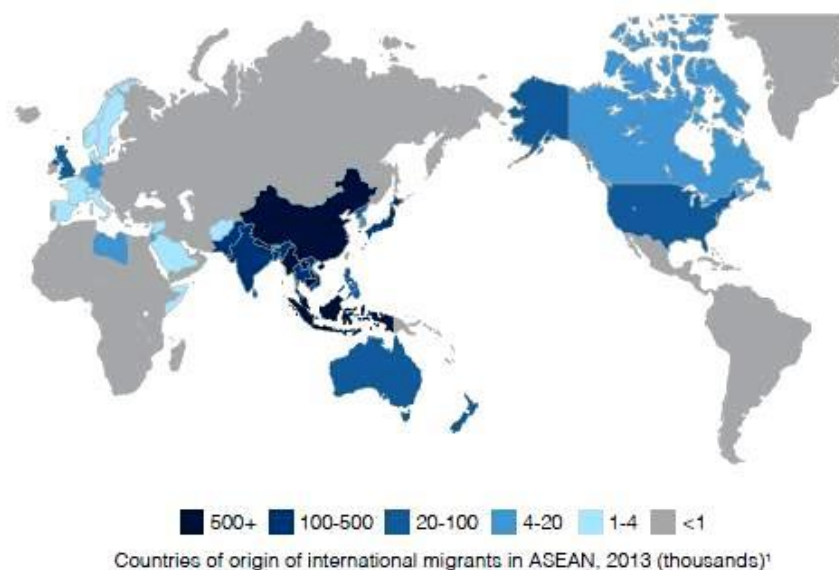 500+ 100-500 20-100 4-20 1-4 <1
Countries of origin of international migrants in ASEAN, 2013 (thousands)¹